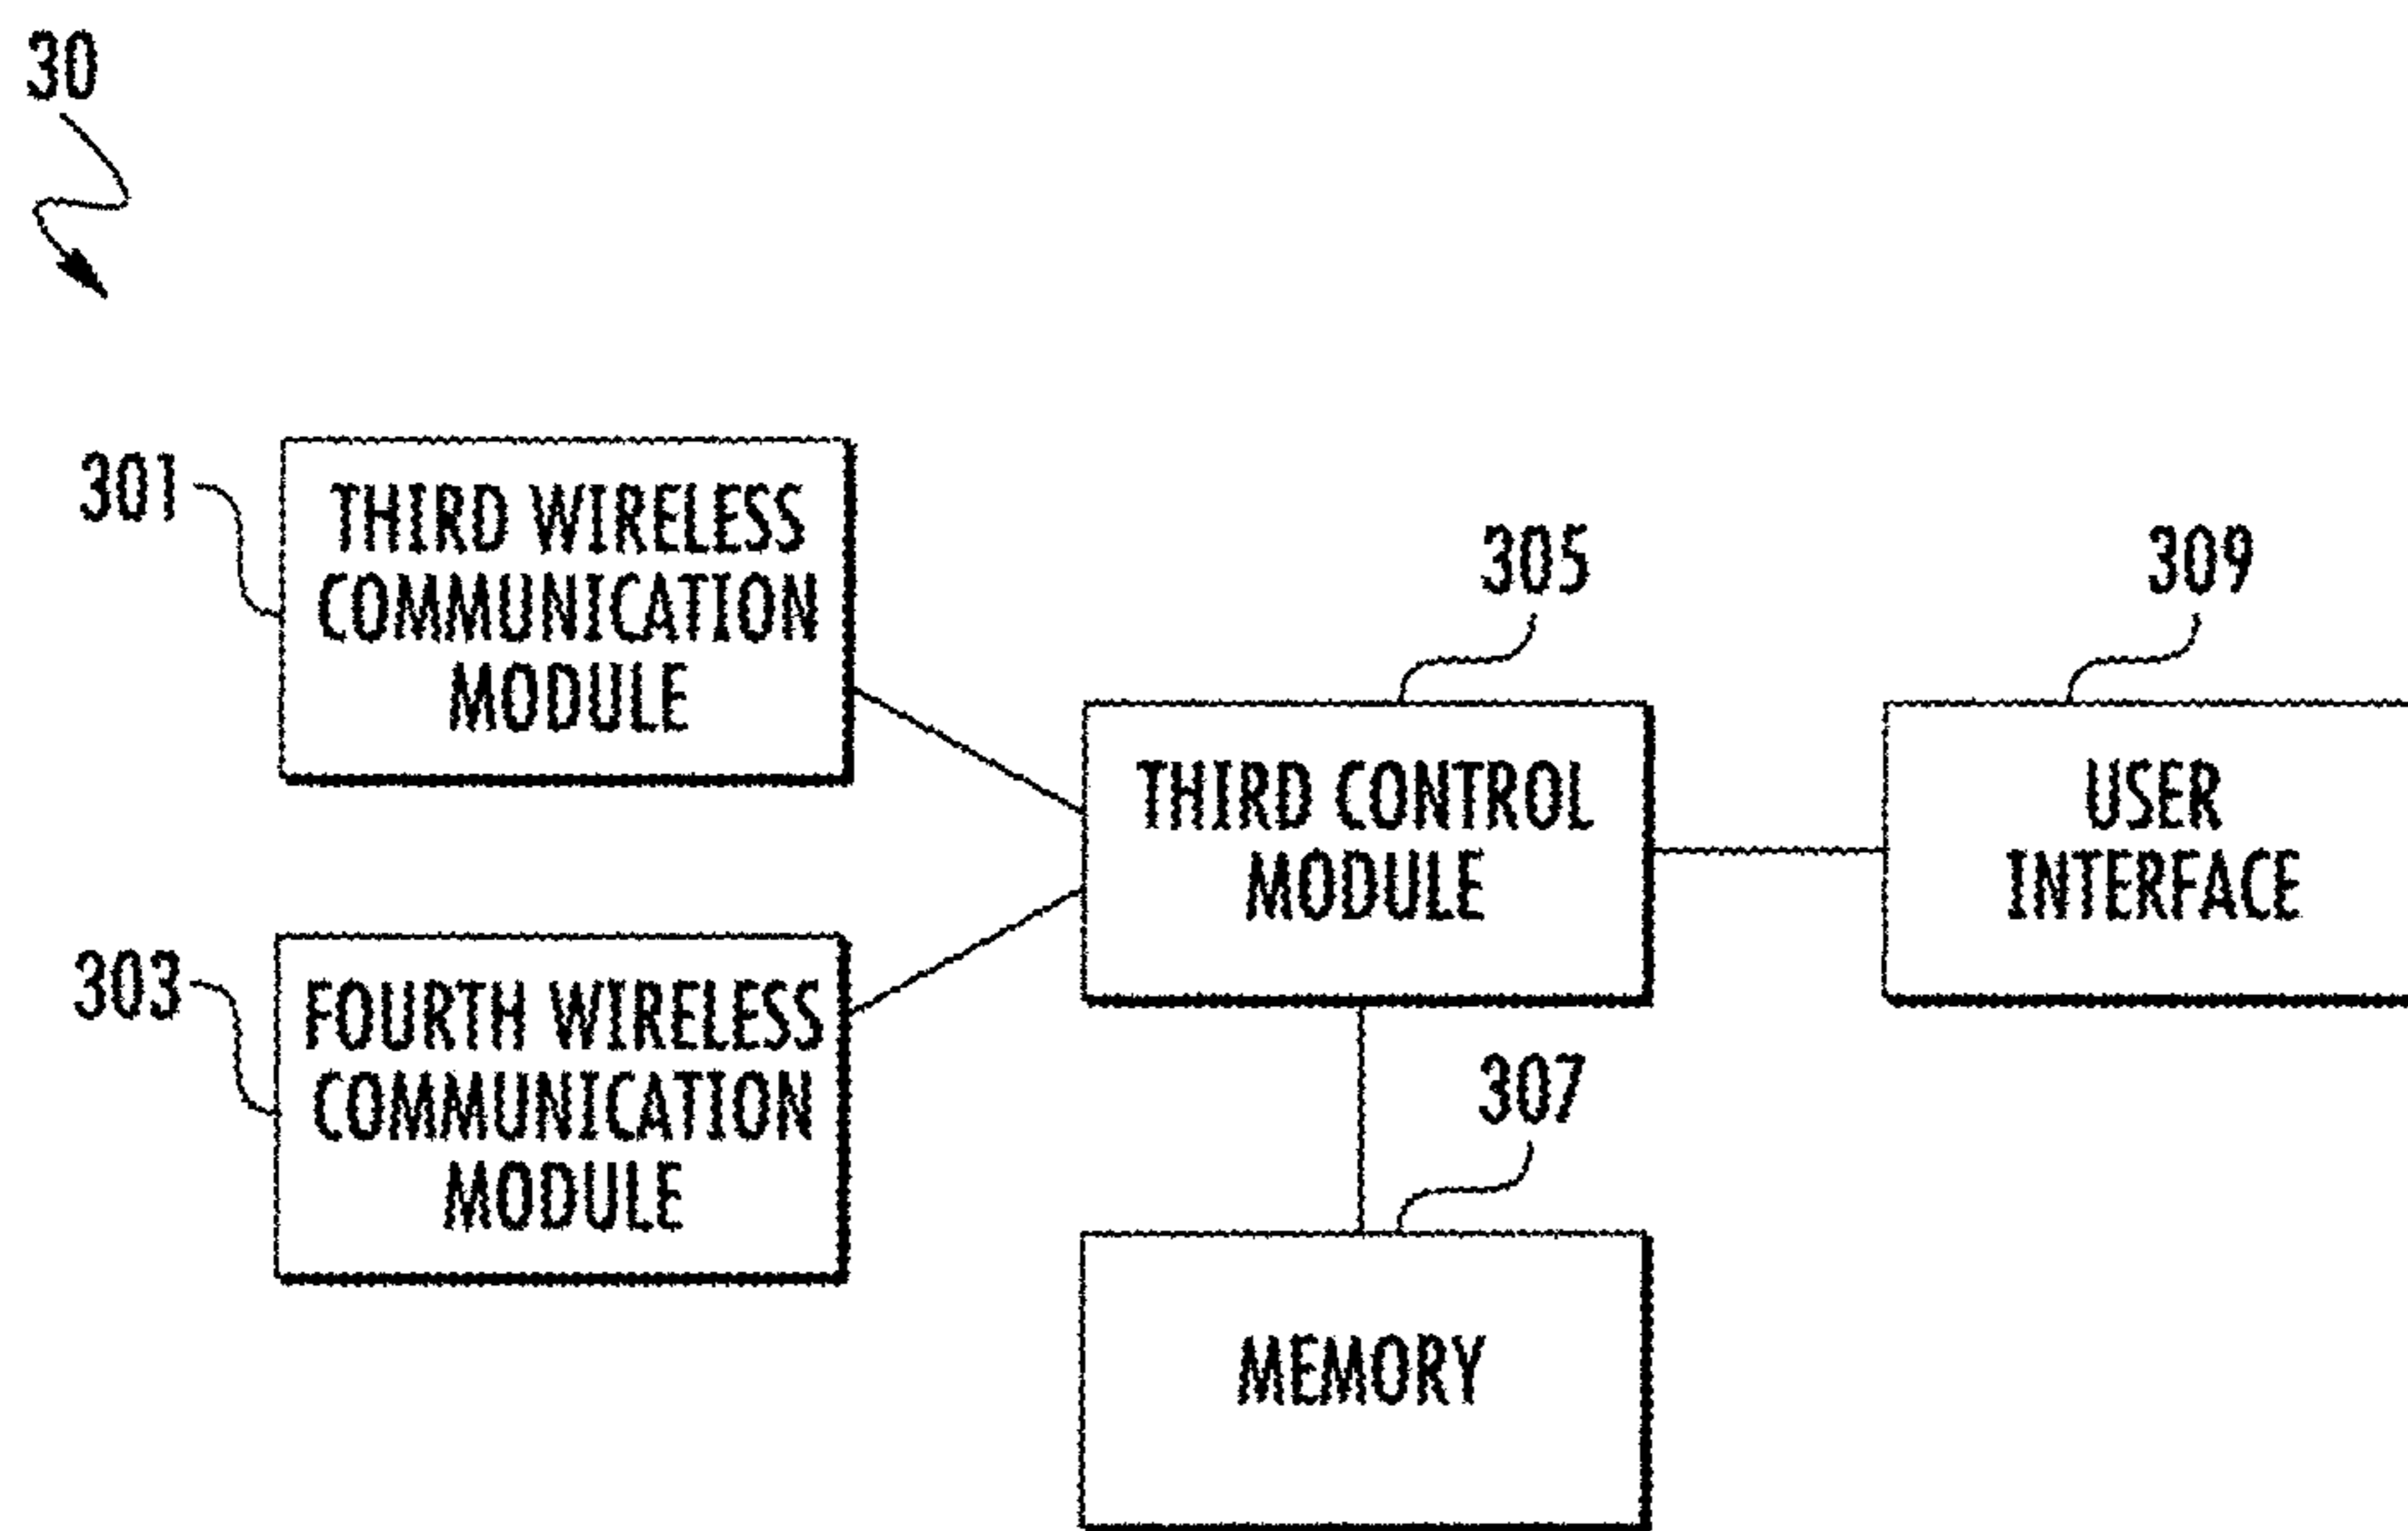 30
301
THIRD WIRELESS
COMMUNICATION
MODULE
303
FOURTH WIRELESS
COMMUNICATION
MODULE
305
THIRD CONTROL
MODULE
309
USER
INTERFACE
307
MEMORY